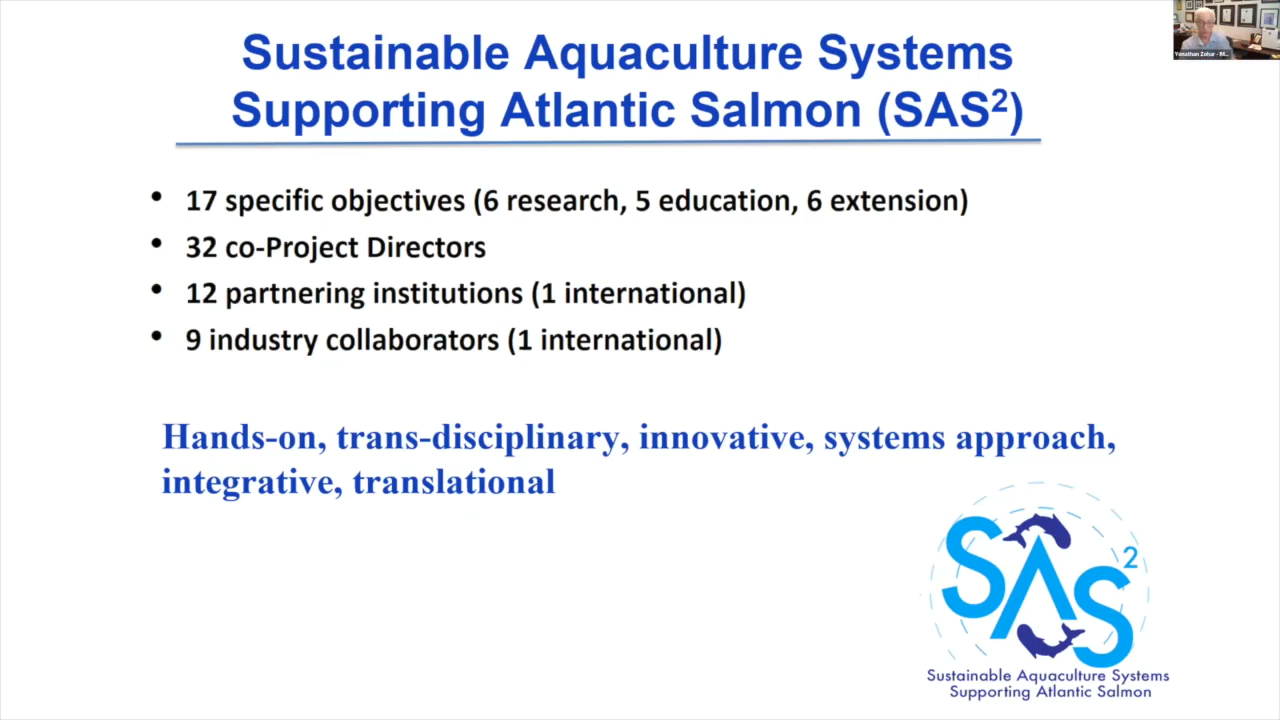 Sustainable Aquaculture Systems
Supporting Atlantic Salmon (SAS²)
• 17 specific objectives (6 research, 5 education, 6 extension)
• 32 co-Project Directors
• 12 partnering institutions (1 international)
• 9 industry collaborators (1 international)
Hands-on, trans-disciplinary, innovative, systems approach,
integrative, translational
SAS²
Sustainable Aquaculture Systems
Supporting Atlantic Salmon
Yonathan Zohar - M...